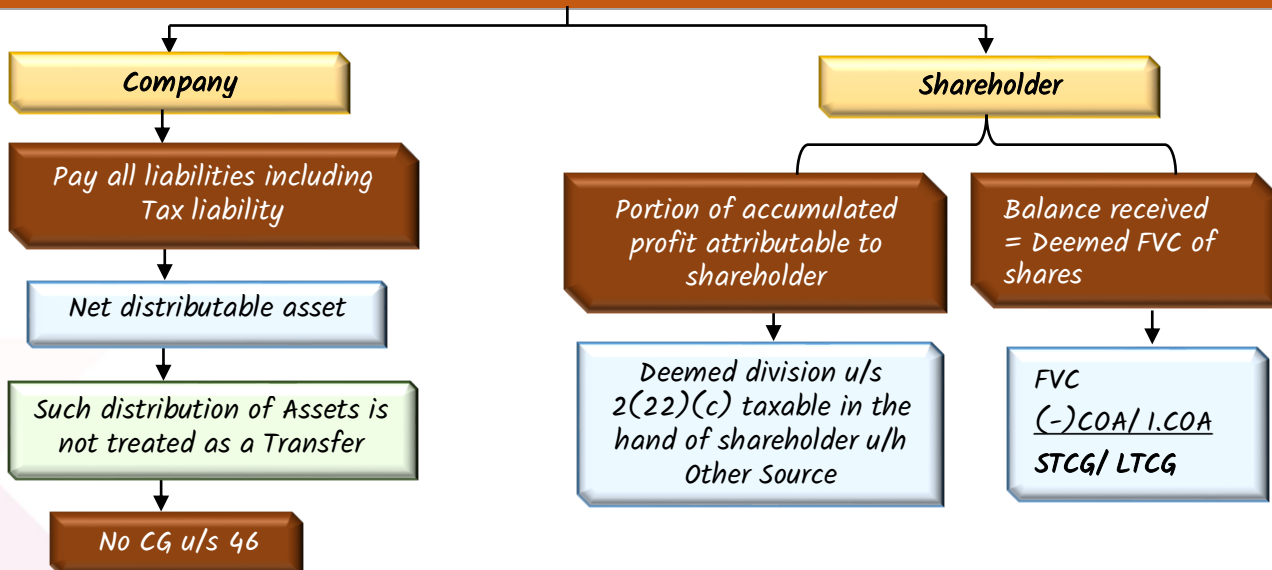 Company
Pay all liabilities including
Tax liability
Net distributable asset
Such distribution of Assets is
not treated as a Transfer
No CG u/s 46
Shareholder
Portion of accumulated
profit attributable to
shareholder
Deemed division u/s
2(22)(c) taxable in the
hand of shareholder u/h
Other Source
Balance received
= Deemed FVC of
shares
FVC
(-)COA/ I.COA
STCG/ LTCG